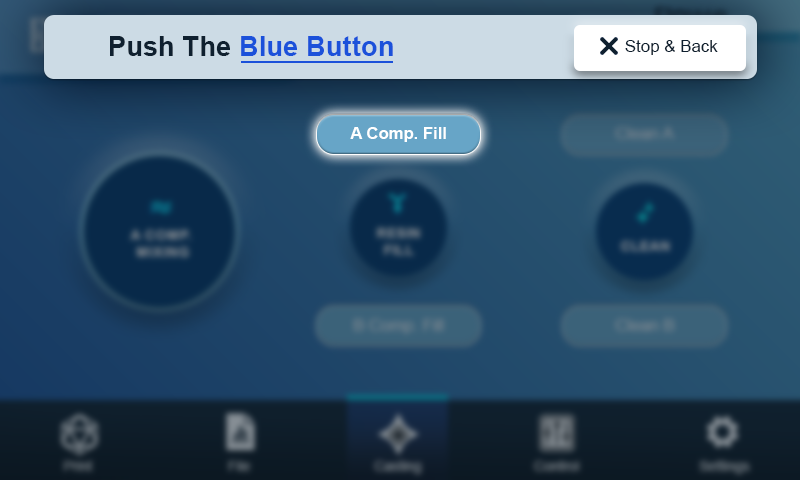 Push The Blue Button
Stop & Back
A Comp. Fill
Clean A
A COMP.
MIXING
RESIN
FILL
CLEAN
B Comp. Fill
Clean B
Print
File
Casting
Control
Settings